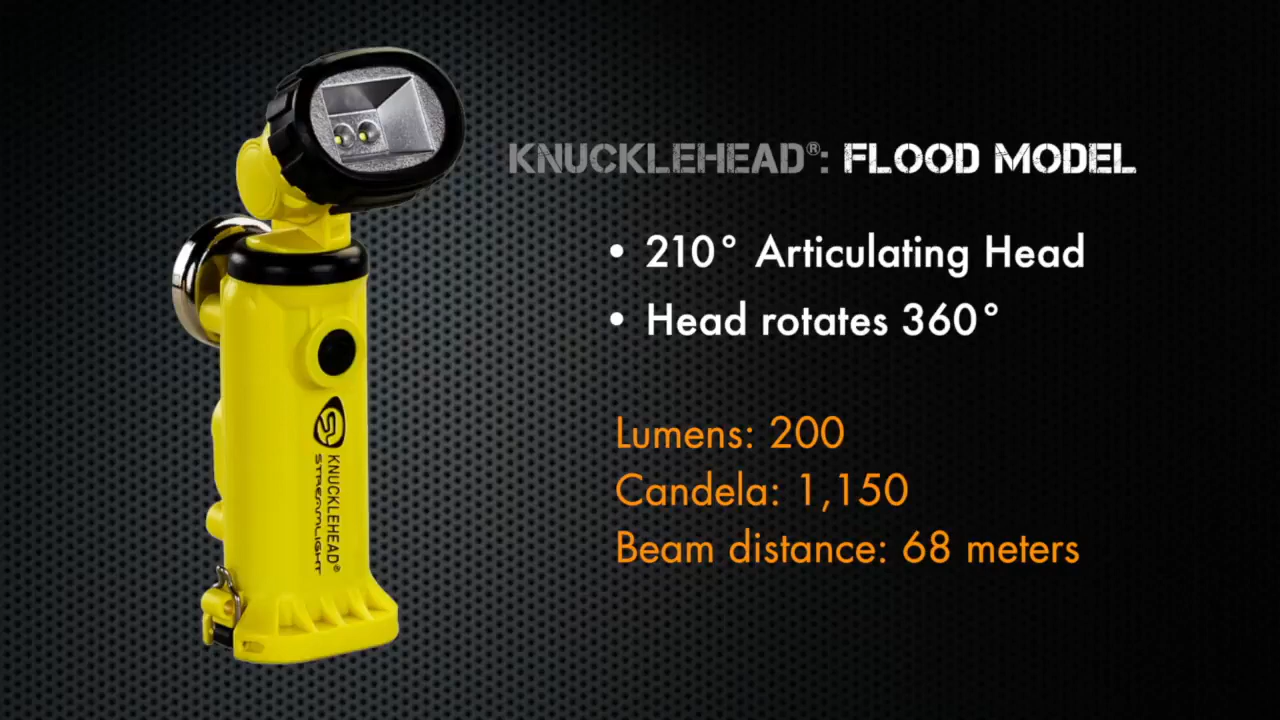 KNUCKLEHEAD®: FLOOD MODEL
• 210° Articulating Head
• Head rotates 360°
Lumens: 200
Candela: 1,150
Beam distance: 68 meters
KNUCKLEHEAD®
STREAMLIGHT